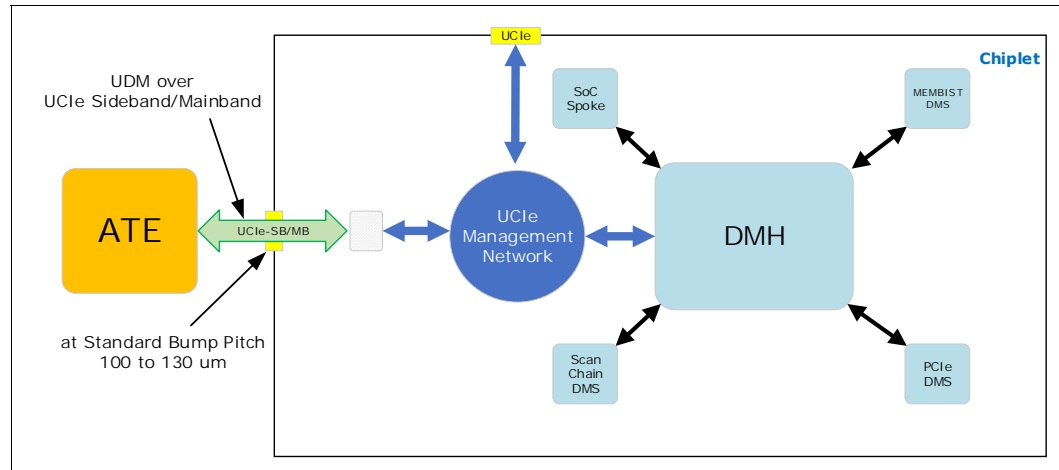 UCIe
Chiplet
UDM over
UCIe Sideband/Mainband
SoC
Spoke
MEMBIST
DMS
ATE
UCIe-SB/MB
UCIe
Management
Network
DMH
at Standard Bump Pitch
100 to 130 um
Scan
Chain
DMS
PCIe
DMS